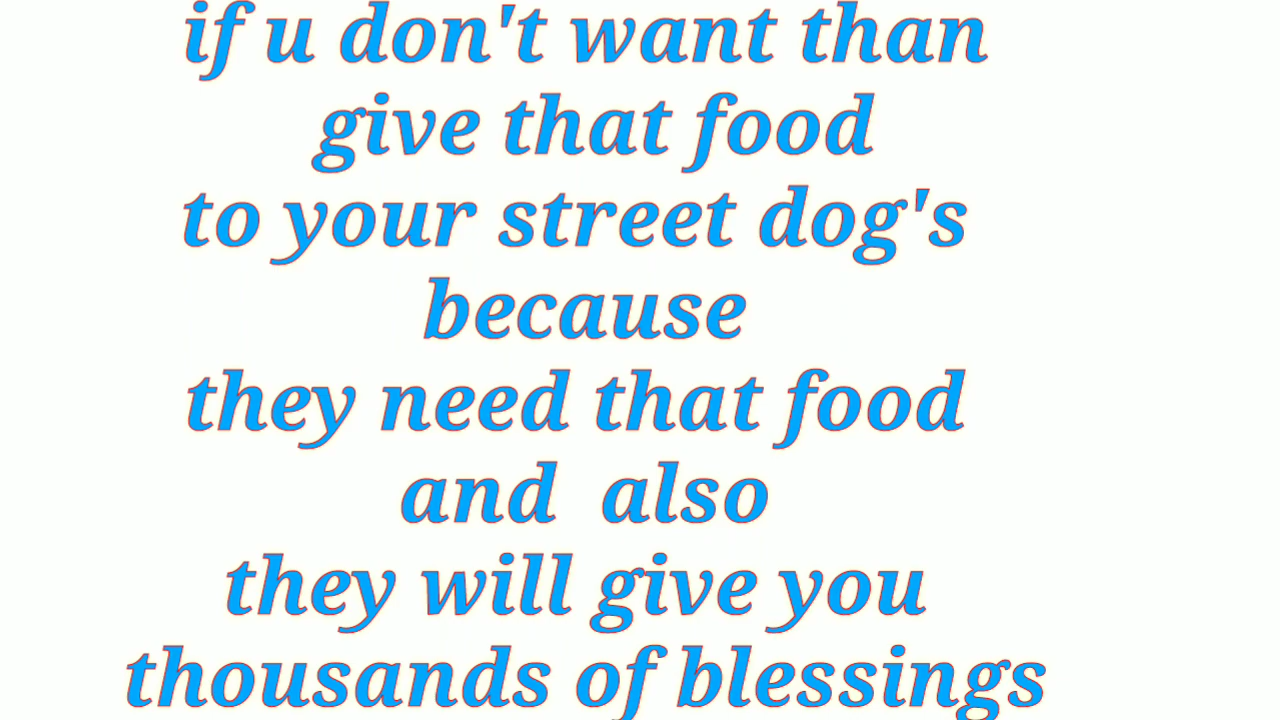 if u don't want than
give that food
to your street dog's
because
they need that food
and  also
they will give you
thousands of blessings